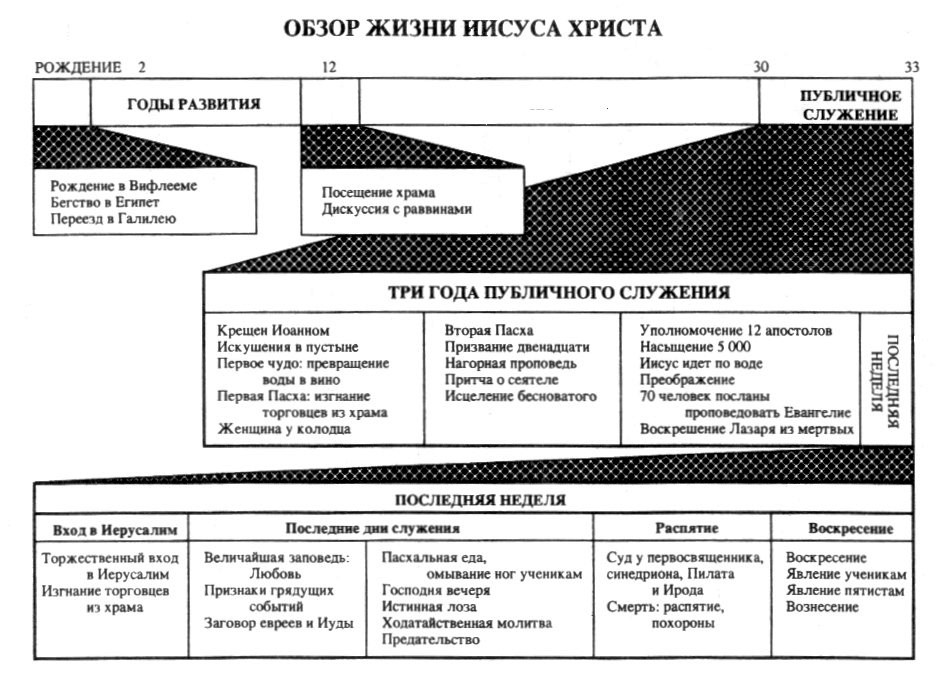 ОБЗОР ЖИЗНИ ИИСУСА ХРИСТА
РОЖДЕНИЕ 2 12 30 33
ГОДЫ РАЗВИТИЯ
ПУБЛИЧНОЕ
СЛУЖЕНИЕ
Рождение в Вифлееме
Бегство в Египет
Переезд в Галилею
Посещение храма
Дискуссия с раввинами
ТРИ ГОДА ПУБЛИЧНОГО СЛУЖЕНИЯ
Крещен Иоанном
Искушения в пустыне
Первое чудо: превращение
воды в вино
Первая Пасха: изгнание
торговцев из храма
Женщина у колодца
Вторая Пасха
Призвание двенадцати
Нагорная проповедь
Притча о сеятеле
Исцеление бесноватого
Уполномочение 12 апостолов
Насыщение 5 000
Иисус идет по воде
Преображение
70 человек посланы
проповедовать Евангелие
Воскрешение Лазаря из мертвых
ПОСЛЕДНЯЯ
НЕДЕЛЯ
ПОСЛЕДНЯЯ НЕДЕЛЯ
Вход в Иерусалим
Торжественный вход
в Иерусалим
Изгнание торговцев
из храма
Последние дни служения
Величайшая заповедь:
Любовь
Признаки грядущих
событий
Заговор евреев и Иуды
Пасхальная еда,
омывание ног ученикам
Господня вечеря
Истинная лоза
Ходатайственная молитва
Предательство
Распятие
Суд у первосвященника,
синедриона, Пилата
и Ирода
Смерть: распятие,
похороны
Воскресение
Воскресение
Явление ученикам
Явление пятистам
Вознесение